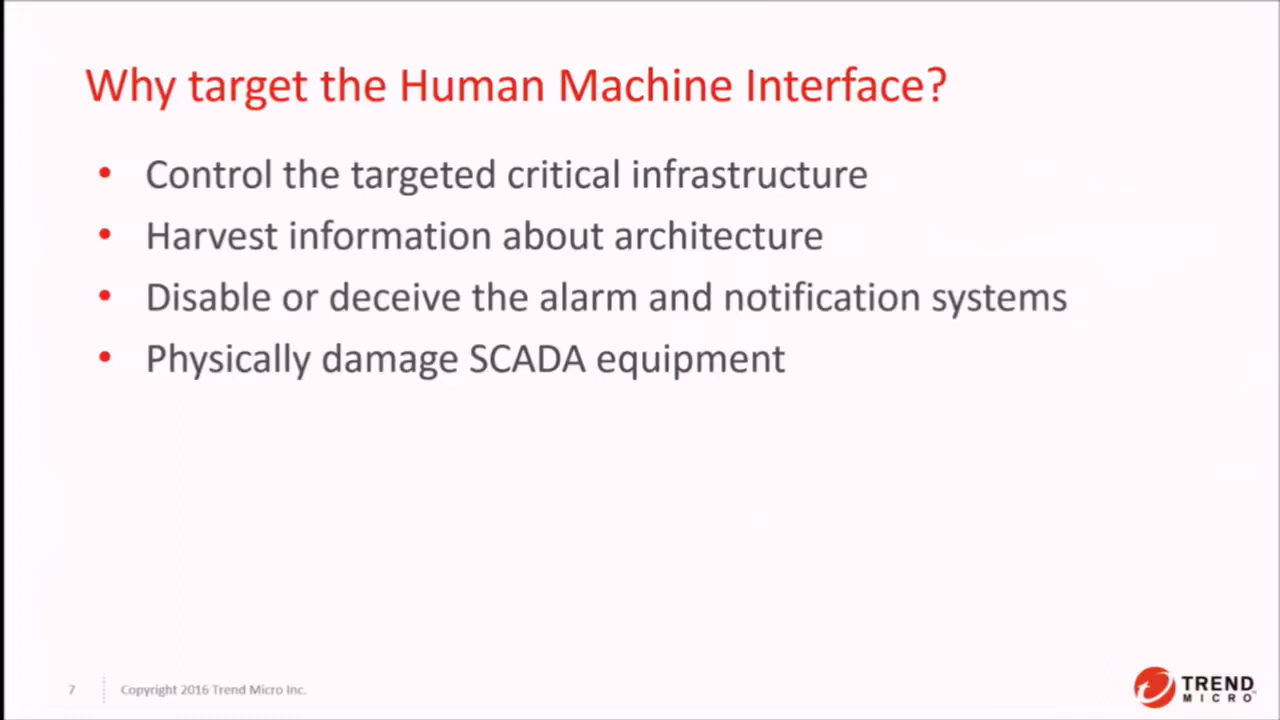 Why target the Human Machine Interface?
• Control the targeted critical infrastructure
• Harvest information about architecture
• Disable or deceive the alarm and notification systems
• Physically damage SCADA equipment
7
Copyright 2016 Trend Micro Inc.
TREND
MICRO™